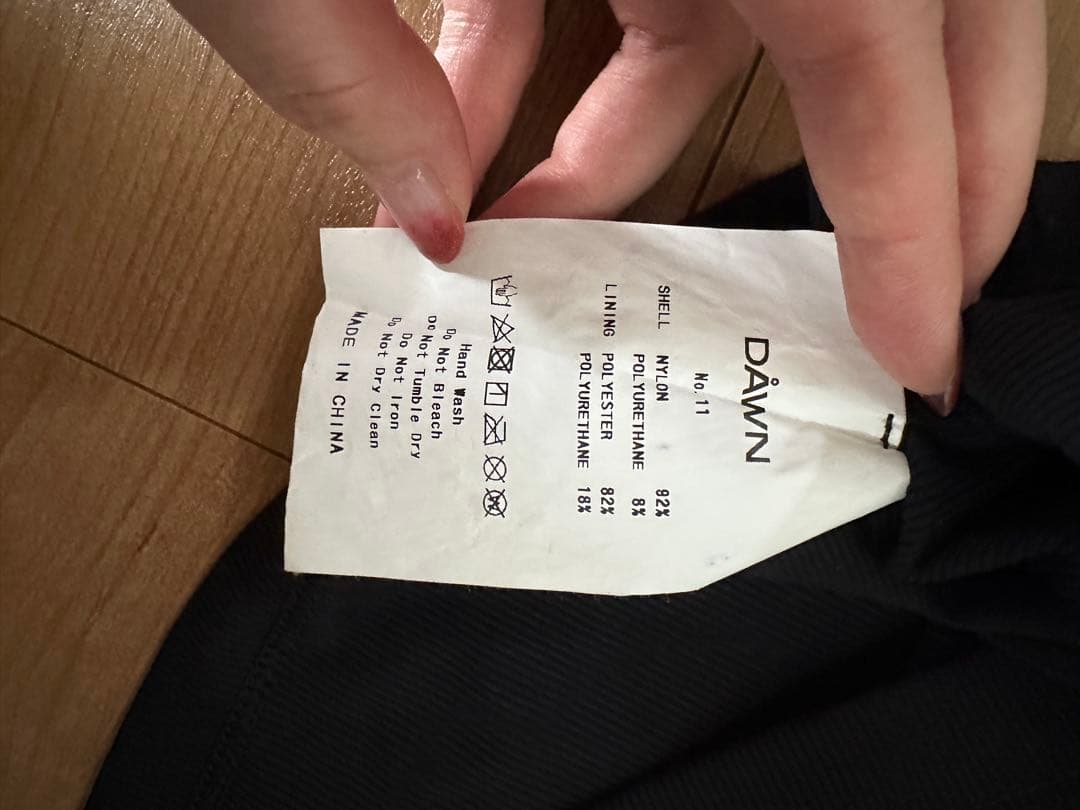 DÅWN
No.11
SHELL NYLON 92%
POLYURETHANE 8%
LINING POLYESTER 82%
POLYURETHANE 18%
Hand Wash
Do Not Bleach
Do Not Tumble Dry
Do Not Iron
Do Not Dry Clean
MADE IN CHINA